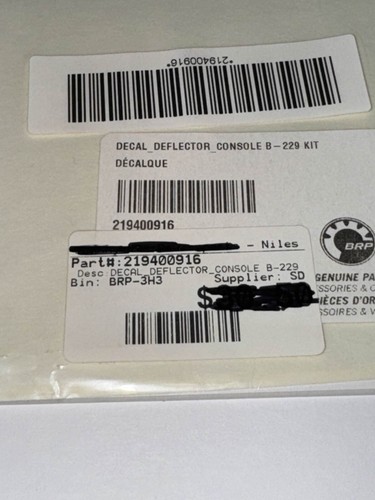 *219400916*
DECAL_DEFLECTOR_CONSOLE B-229 KIT
DÉCALQUE
219400916
BRP
GENUINE PA
SSORIES & C
IÈCES D'OR
SSOIRES & V
- Niles
Part#:219400916
Desc:DECAL_DEFLECTOR_CONSOLE B-229
Bin: BRP-3H3 Supplier: SD